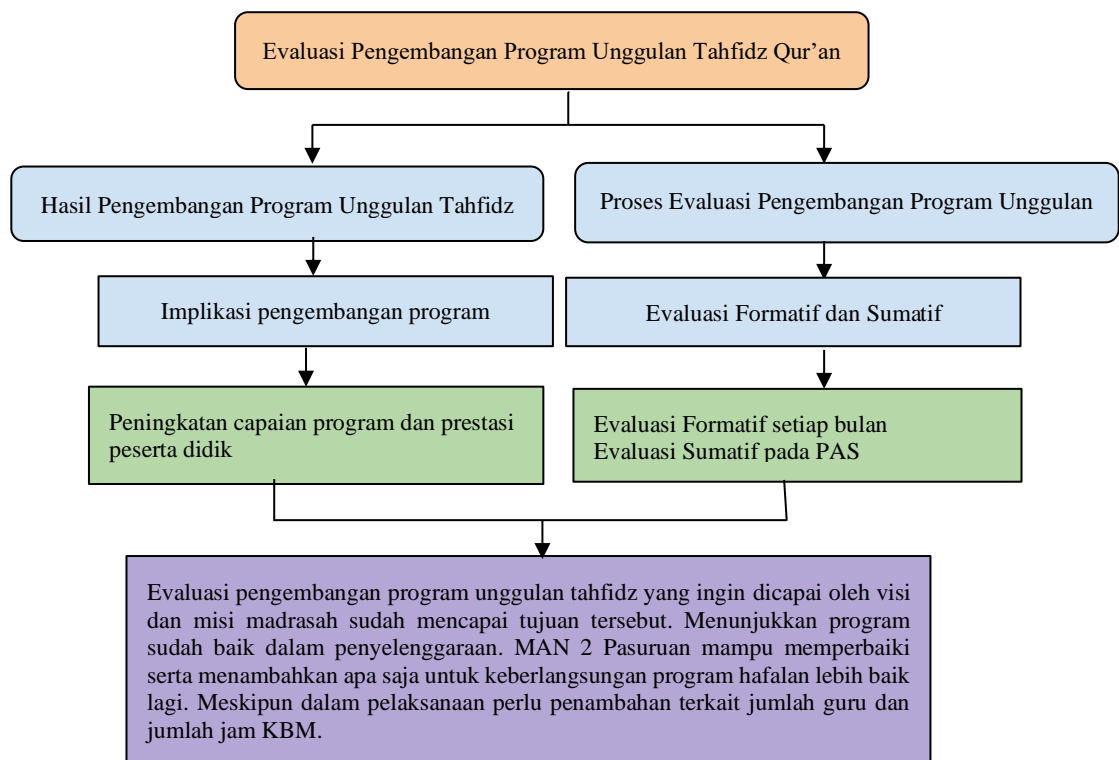 Evaluasi Pengembangan Program Unggulan Tahfidz Qur’an
Hasil Pengembangan Program Unggulan Tahfidz
Proses Evaluasi Pengembangan Program Unggulan
Implikasi pengembangan program
Evaluasi Formatif dan Sumatif
Peningkatan capaian program dan prestasi
peserta didik
Evaluasi Formatif setiap bulan
Evaluasi Sumatif pada PAS
Evaluasi pengembangan program unggulan tahfidz yang ingin dicapai oleh visi
dan misi madrasah sudah mencapai tujuan tersebut. Menunjukkan program
sudah baik dalam penyelenggaraan. MAN 2 Pasuruan mampu memperbaiki
serta menambahkan apa saja untuk keberlangsungan program hafalan lebih baik
lagi. Meskipun dalam pelaksanaan perlu penambahan terkait jumlah guru dan
jumlah jam KBM.